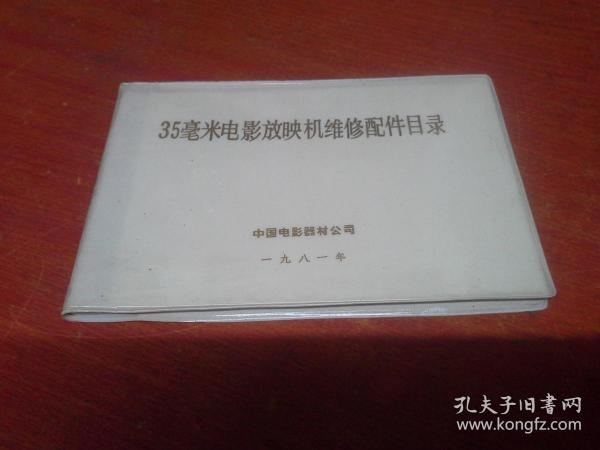 35毫米电影放映机维修配件目录
中国电影器材公司
一九八一年
孔夫子旧书网
www.kongfz.com